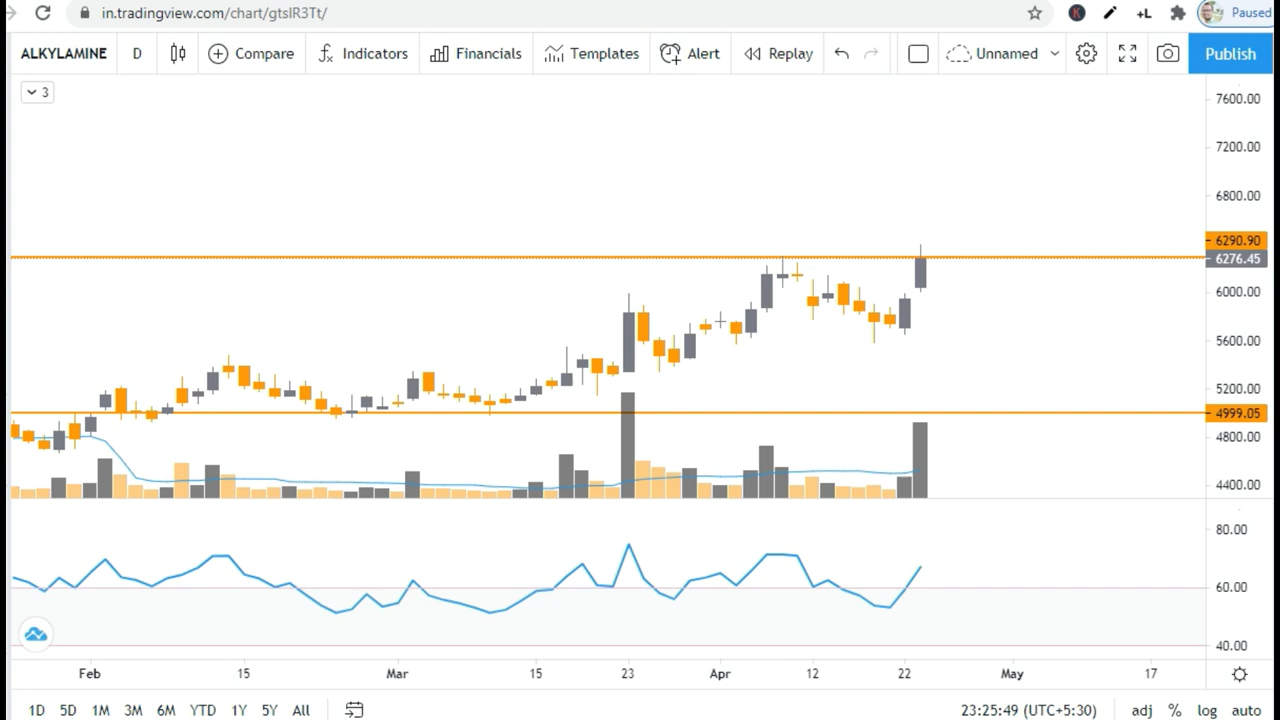 in.tradingview.com/chart/gtsIR3Tt/
K
+L
Paused
ALKYLAMINE D Compare Indicators Financials Templates Alert Replay Unnamed Publish
3
7600.00
7200.00
6800.00
6290.90
6276.45
6000.00
5600.00
5200.00
4999.05
4800.00
4400.00
80.00
60.00
40.00
Feb 15 Mar 15 23 Apr 12 22 May 17
1D 5D 1M 3M 6M YTD 1Y 5Y All 23:25:49 (UTC+5:30) adj % log auto